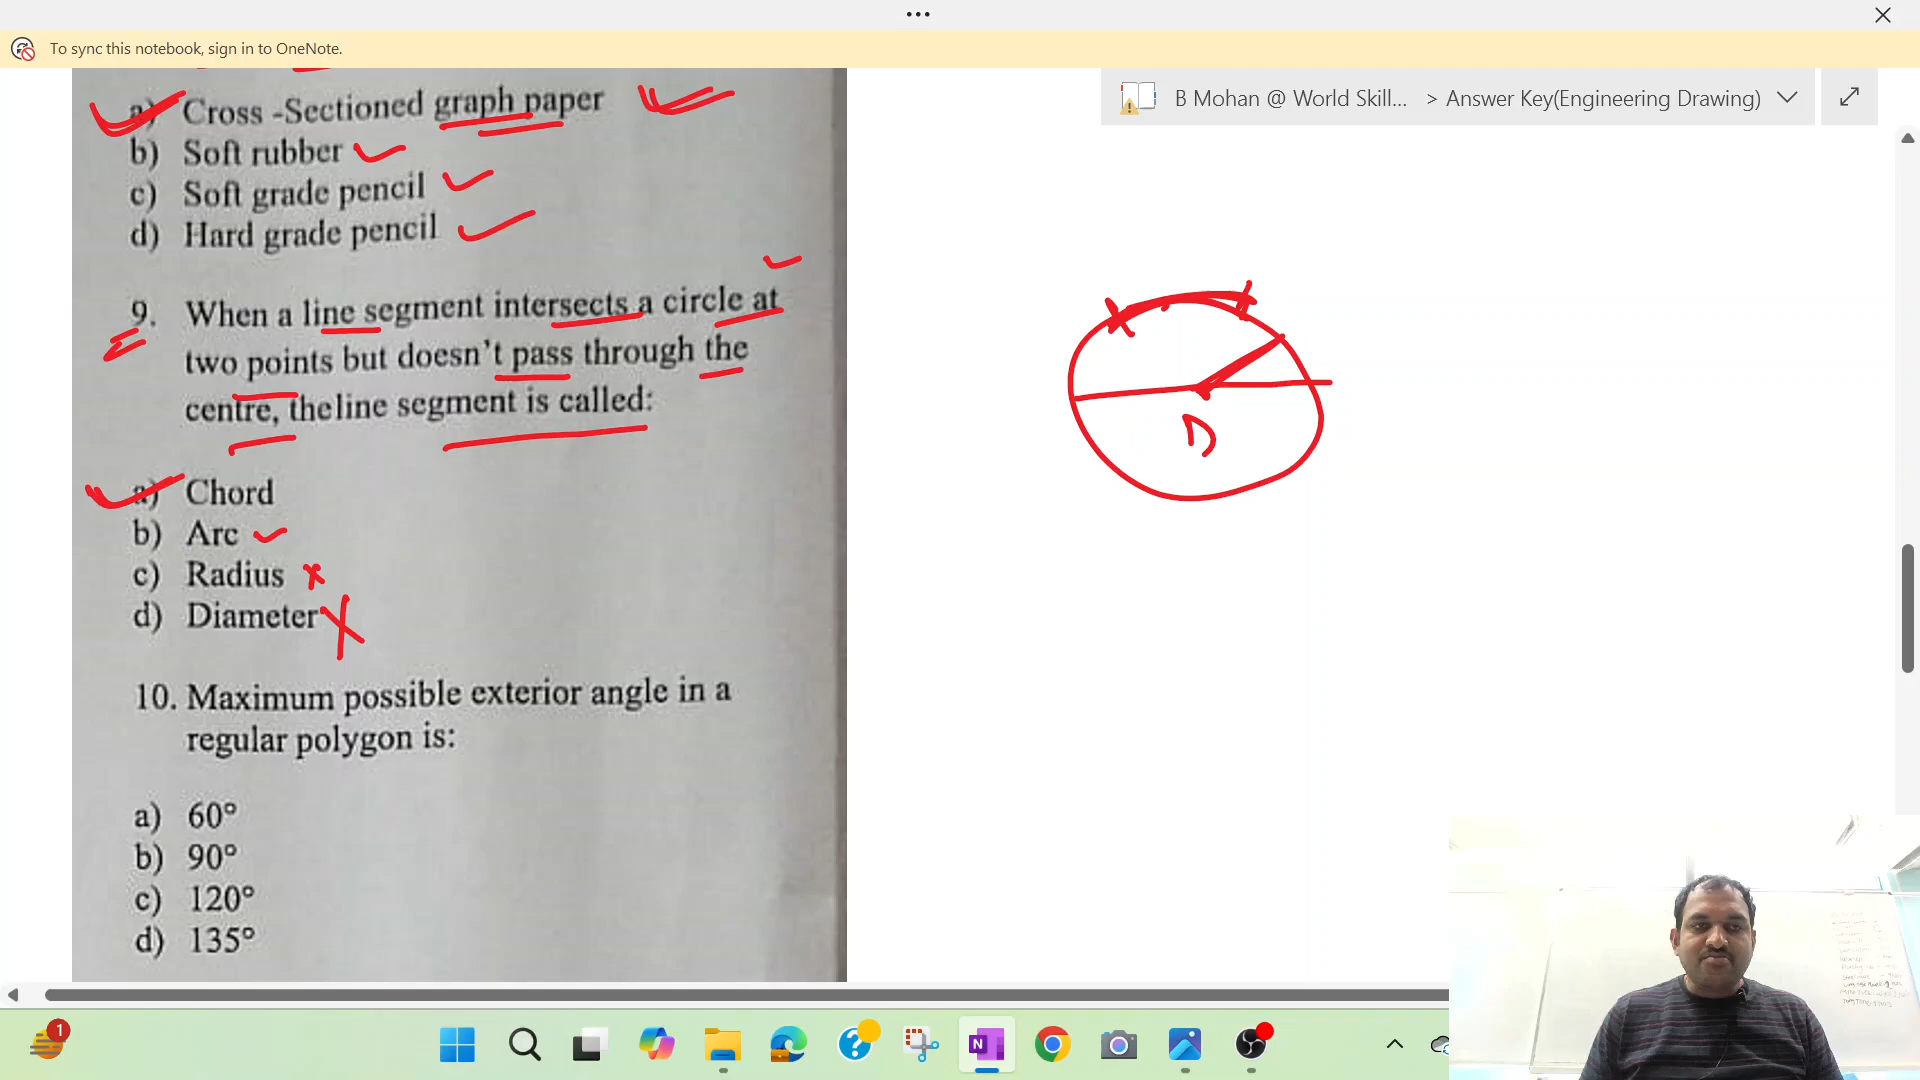 To sync this notebook, sign in to OneNote.
B Mohan @ World Skill... > Answer Key(Engineering Drawing)
a) Cross -Sectioned graph paper
b) Soft rubber
c) Soft grade pencil
d) Hard grade pencil
9. When a line segment intersects a circle at
two points but doesn't pass through the
centre, the line segment is called:
a) Chord
b) Arc
c) Radius
d) Diameter
D
10. Maximum possible exterior angle in a
regular polygon is:
a) 60°
b) 90°
c) 120°
d) 135°
1
N